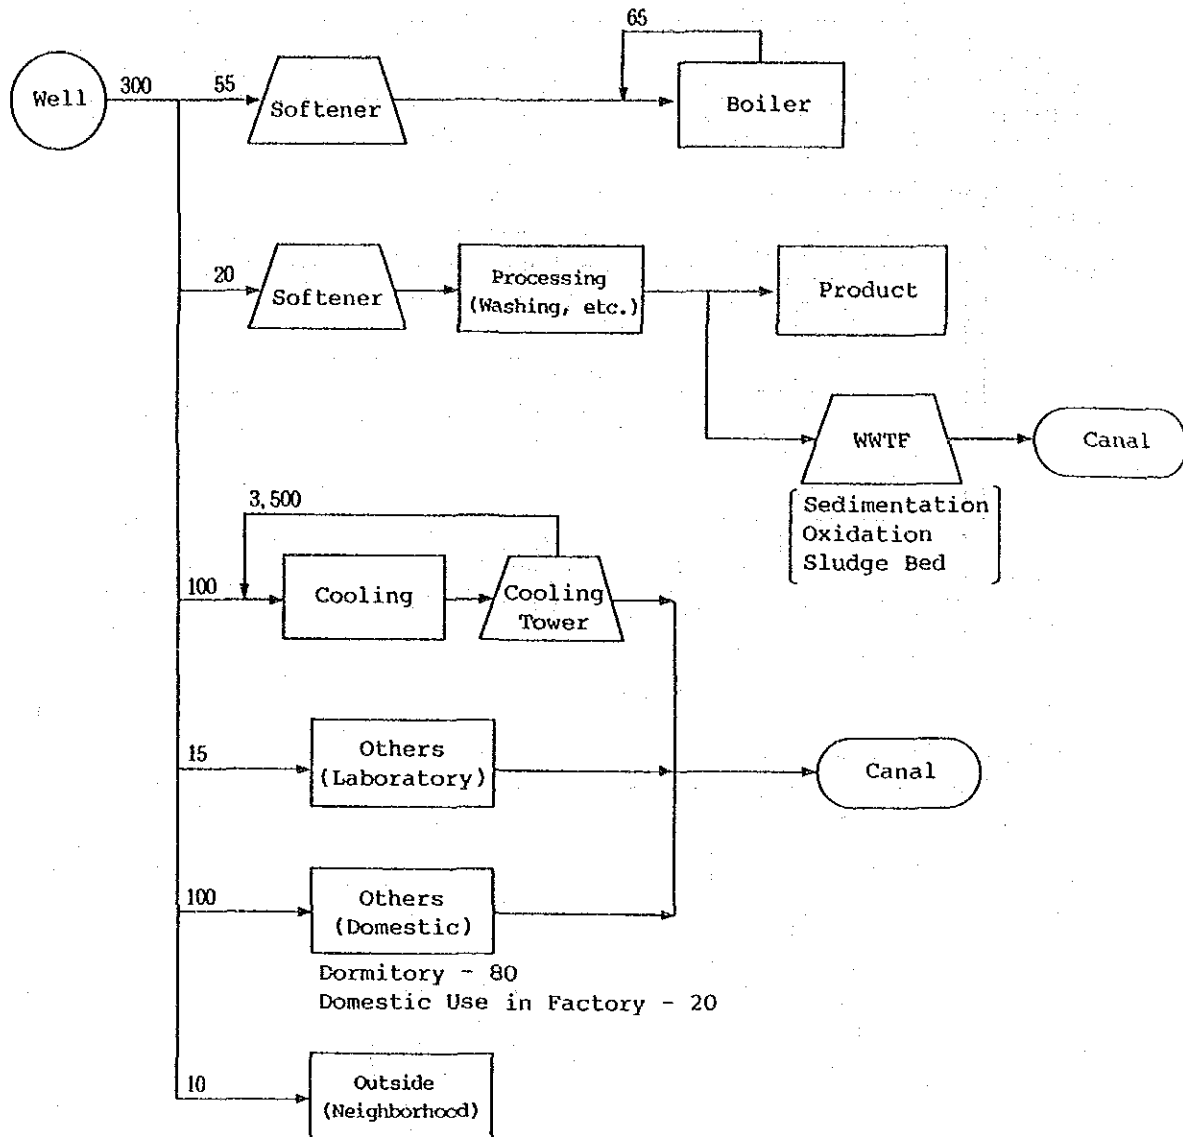 65
Well
300
55
Softener
Boiler
20
Softener
Processing
(Washing, etc.)
Product
WWTF
Canal
Sedimentation
Oxidation
Sludge Bed
3,500
100
Cooling
Cooling
Tower
15
Others
(Laboratory)
Canal
100
Others
(Domestic)
Dormitory - 80
Domestic Use in Factory - 20
10
Outside
(Neighborhood)